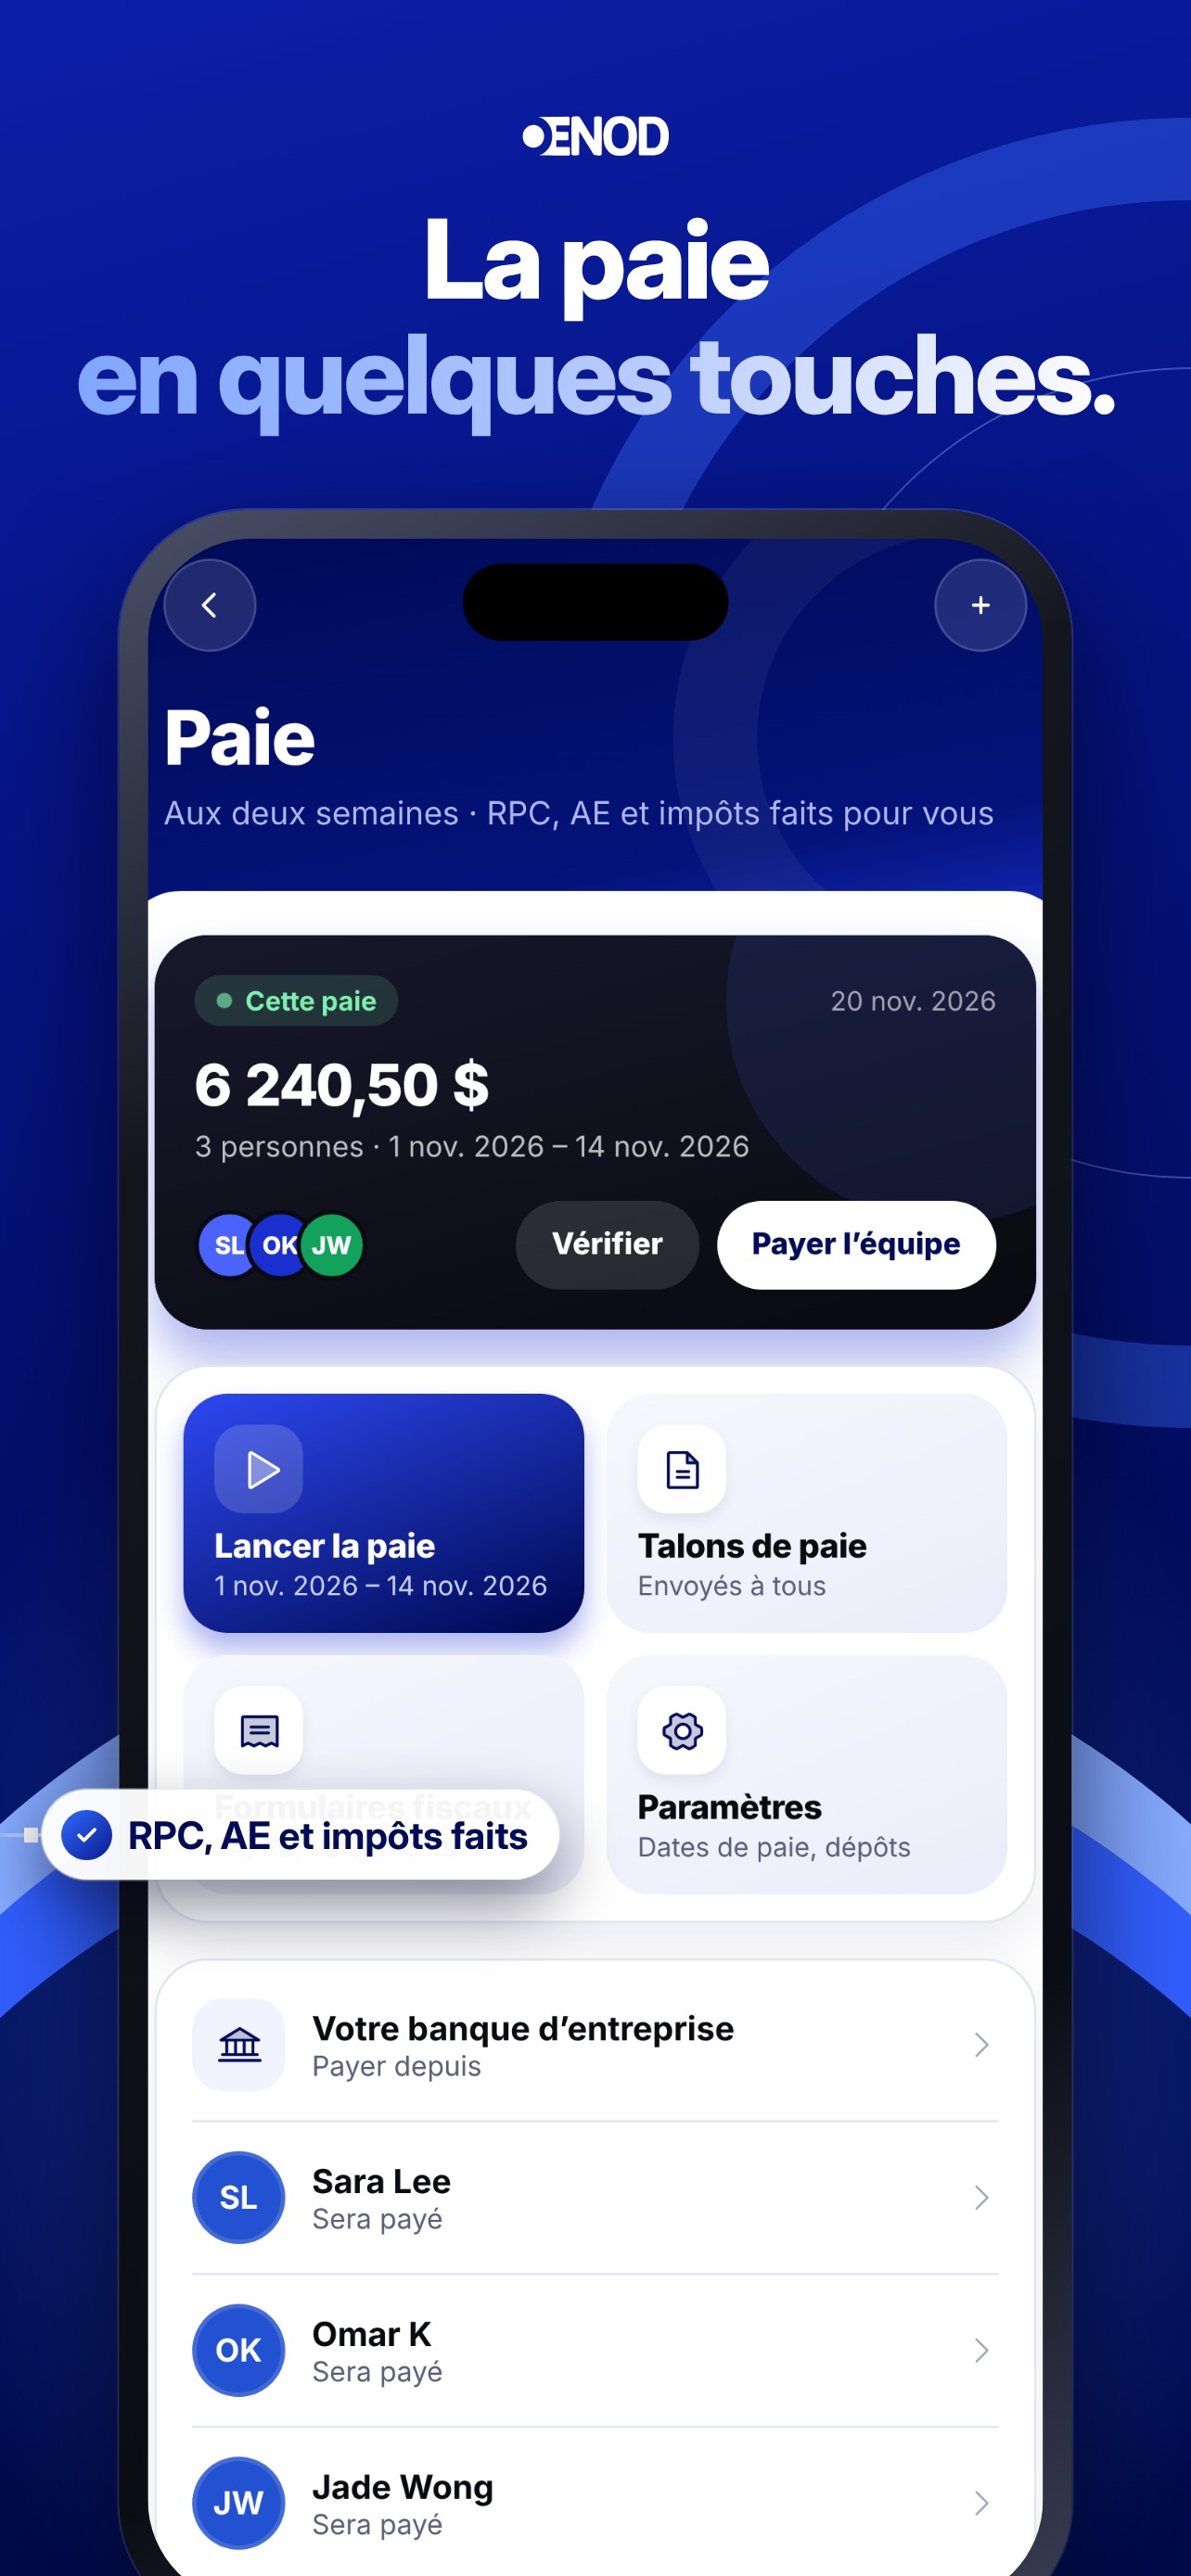 ENOD
La paie
en quelques touches.
Paie
Aux deux semaines · RPC, AE et impôts faits pour vous
Cette paie
20 nov. 2026
6 240,50 $
3 personnes · 1 nov. 2026 – 14 nov. 2026
SL OK JW
Vérifier
Payer l’équipe
Lancer la paie
1 nov. 2026 – 14 nov. 2026
Talons de paie
Envoyés à tous
Formulaires fiscaux
RPC, AE et impôts faits
Paramètres
Dates de paie, dépôts
Votre banque d’entreprise
Payer depuis
SL
Sara Lee
Sera payé
OK
Omar K
Sera payé
JW
Jade Wong
Sera payé